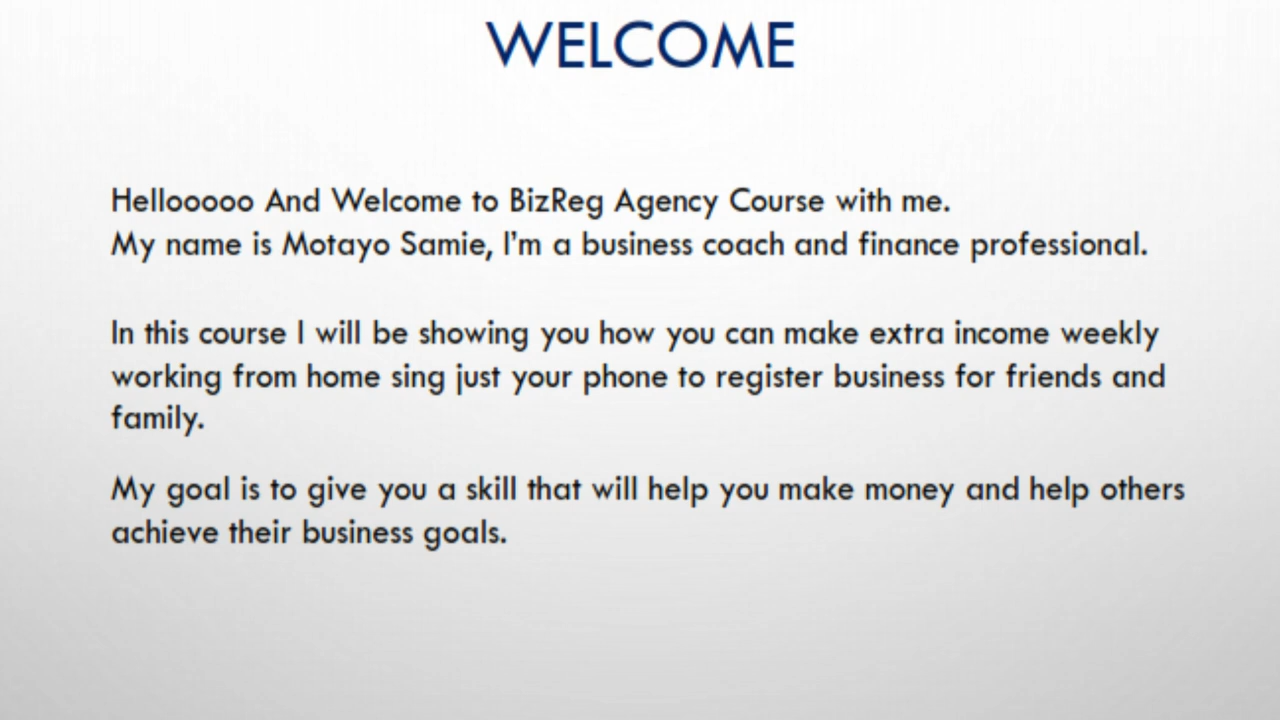 WELCOME
Hellooooo And Welcome to BizReg Agency Course with me.
My name is Motayo Samie, I'm a business coach and finance professional.
In this course I will be showing you how you can make extra income weekly
working from home sing just your phone to register business for friends and
family.
My goal is to give you a skill that will help you make money and help others
achieve their business goals.